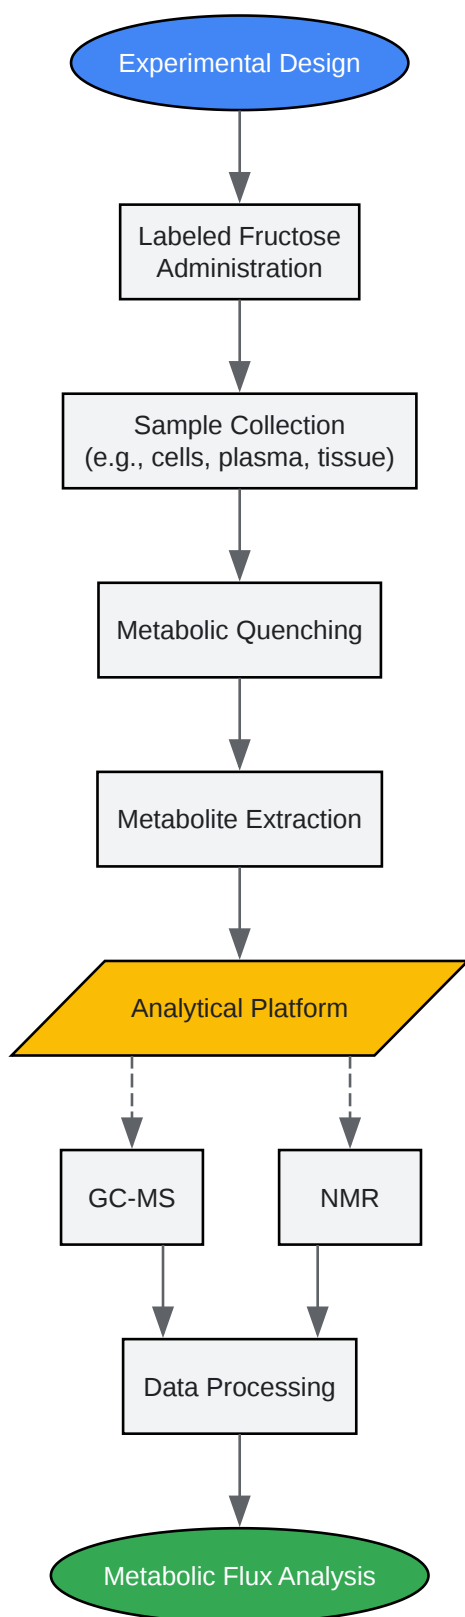 Experimental Design
Labeled Fructose
Administration
Sample Collection
(e.g., cells, plasma, tissue)
Metabolic Quenching
Metabolite Extraction
Analytical Platform
GC-MS
NMR
Data Processing
Metabolic Flux Analysis